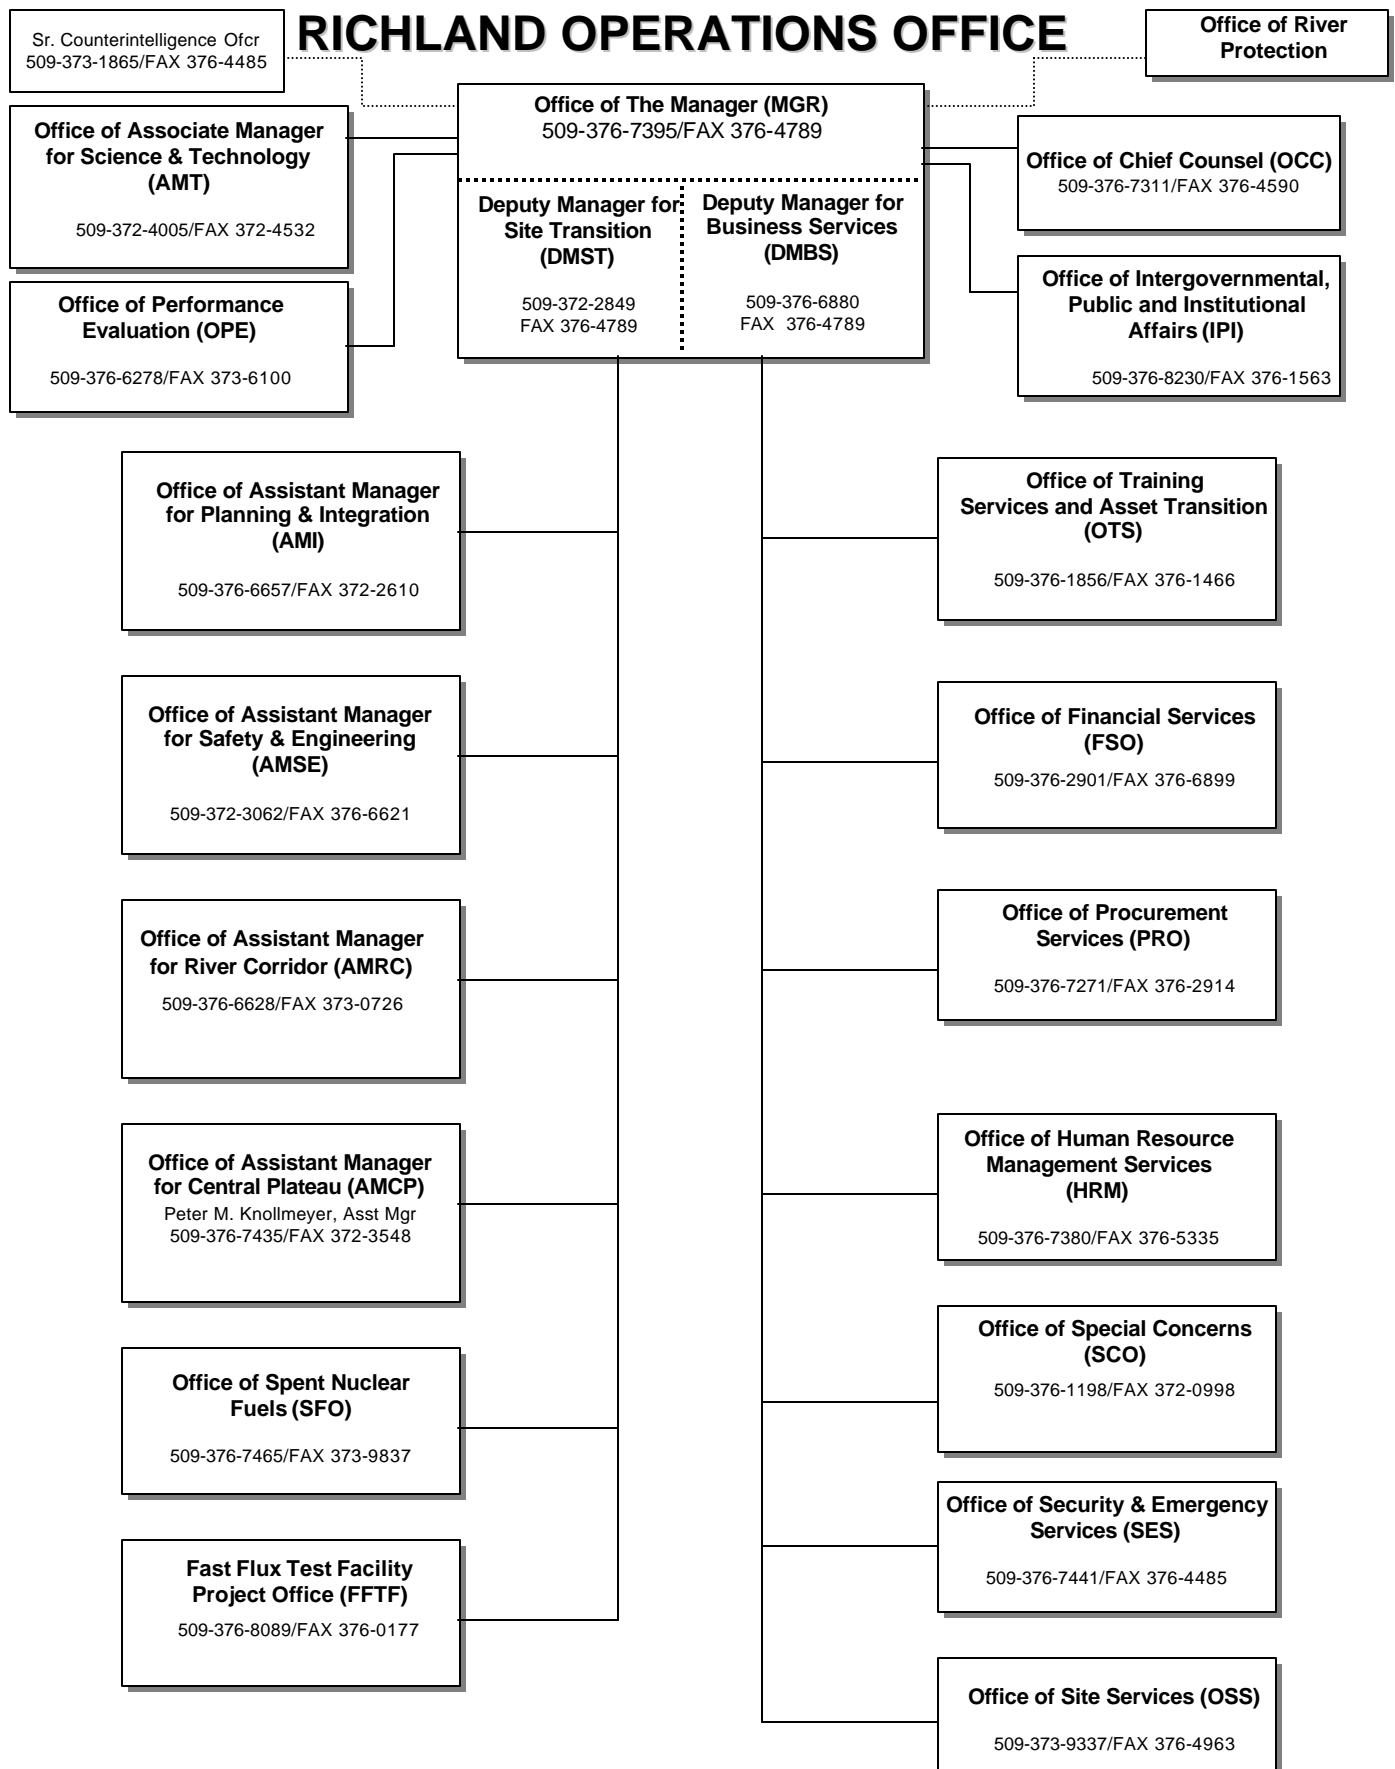 RICHLAND OPERATIONS OFFICE
Sr. Counterintelligence Ofcr
509-373-1865/FAX 376-4485
Office of River
Protection
Office of The Manager (MGR)
509-376-7395/FAX 376-4789
Deputy Manager for
Site Transition
(DMST)
509-372-2849
FAX 376-4789
Deputy Manager for
Business Services
(DMBS)
509-376-6880
FAX  376-4789
Office of Associate Manager
for Science & Technology
(AMT)
509-372-4005/FAX 372-4532
Office of Performance
Evaluation (OPE)
509-376-6278/FAX 373-6100
Office of Chief Counsel (OCC)
509-376-7311/FAX 376-4590
Office of Intergovernmental,
Public and Institutional
Affairs (IPI)
509-376-8230/FAX 376-1563
Office of Assistant Manager
for Planning & Integration
(AMI)
509-376-6657/FAX 372-2610
Office of Assistant Manager
for Safety & Engineering
(AMSE)
509-372-3062/FAX 376-6621
Office of Assistant Manager
for River Corridor (AMRC)
509-376-6628/FAX 373-0726
Office of Assistant Manager
for Central Plateau (AMCP)
Peter M. Knollmeyer, Asst Mgr
509-376-7435/FAX 372-3548
Office of Spent Nuclear
Fuels (SFO)
509-376-7465/FAX 373-9837
Fast Flux Test Facility
Project Office (FFTF)
509-376-8089/FAX 376-0177
Office of Training
Services and Asset Transition
(OTS)
509-376-1856/FAX 376-1466
Office of Financial Services
(FSO)
509-376-2901/FAX 376-6899
Office of Procurement
Services (PRO)
509-376-7271/FAX 376-2914
Office of Human Resource
Management Services
(HRM)
509-376-7380/FAX 376-5335
Office of Special Concerns
(SCO)
509-376-1198/FAX 372-0998
Office of Security & Emergency
Services (SES)
509-376-7441/FAX 376-4485
Office of Site Services (OSS)
509-373-9337/FAX 376-4963